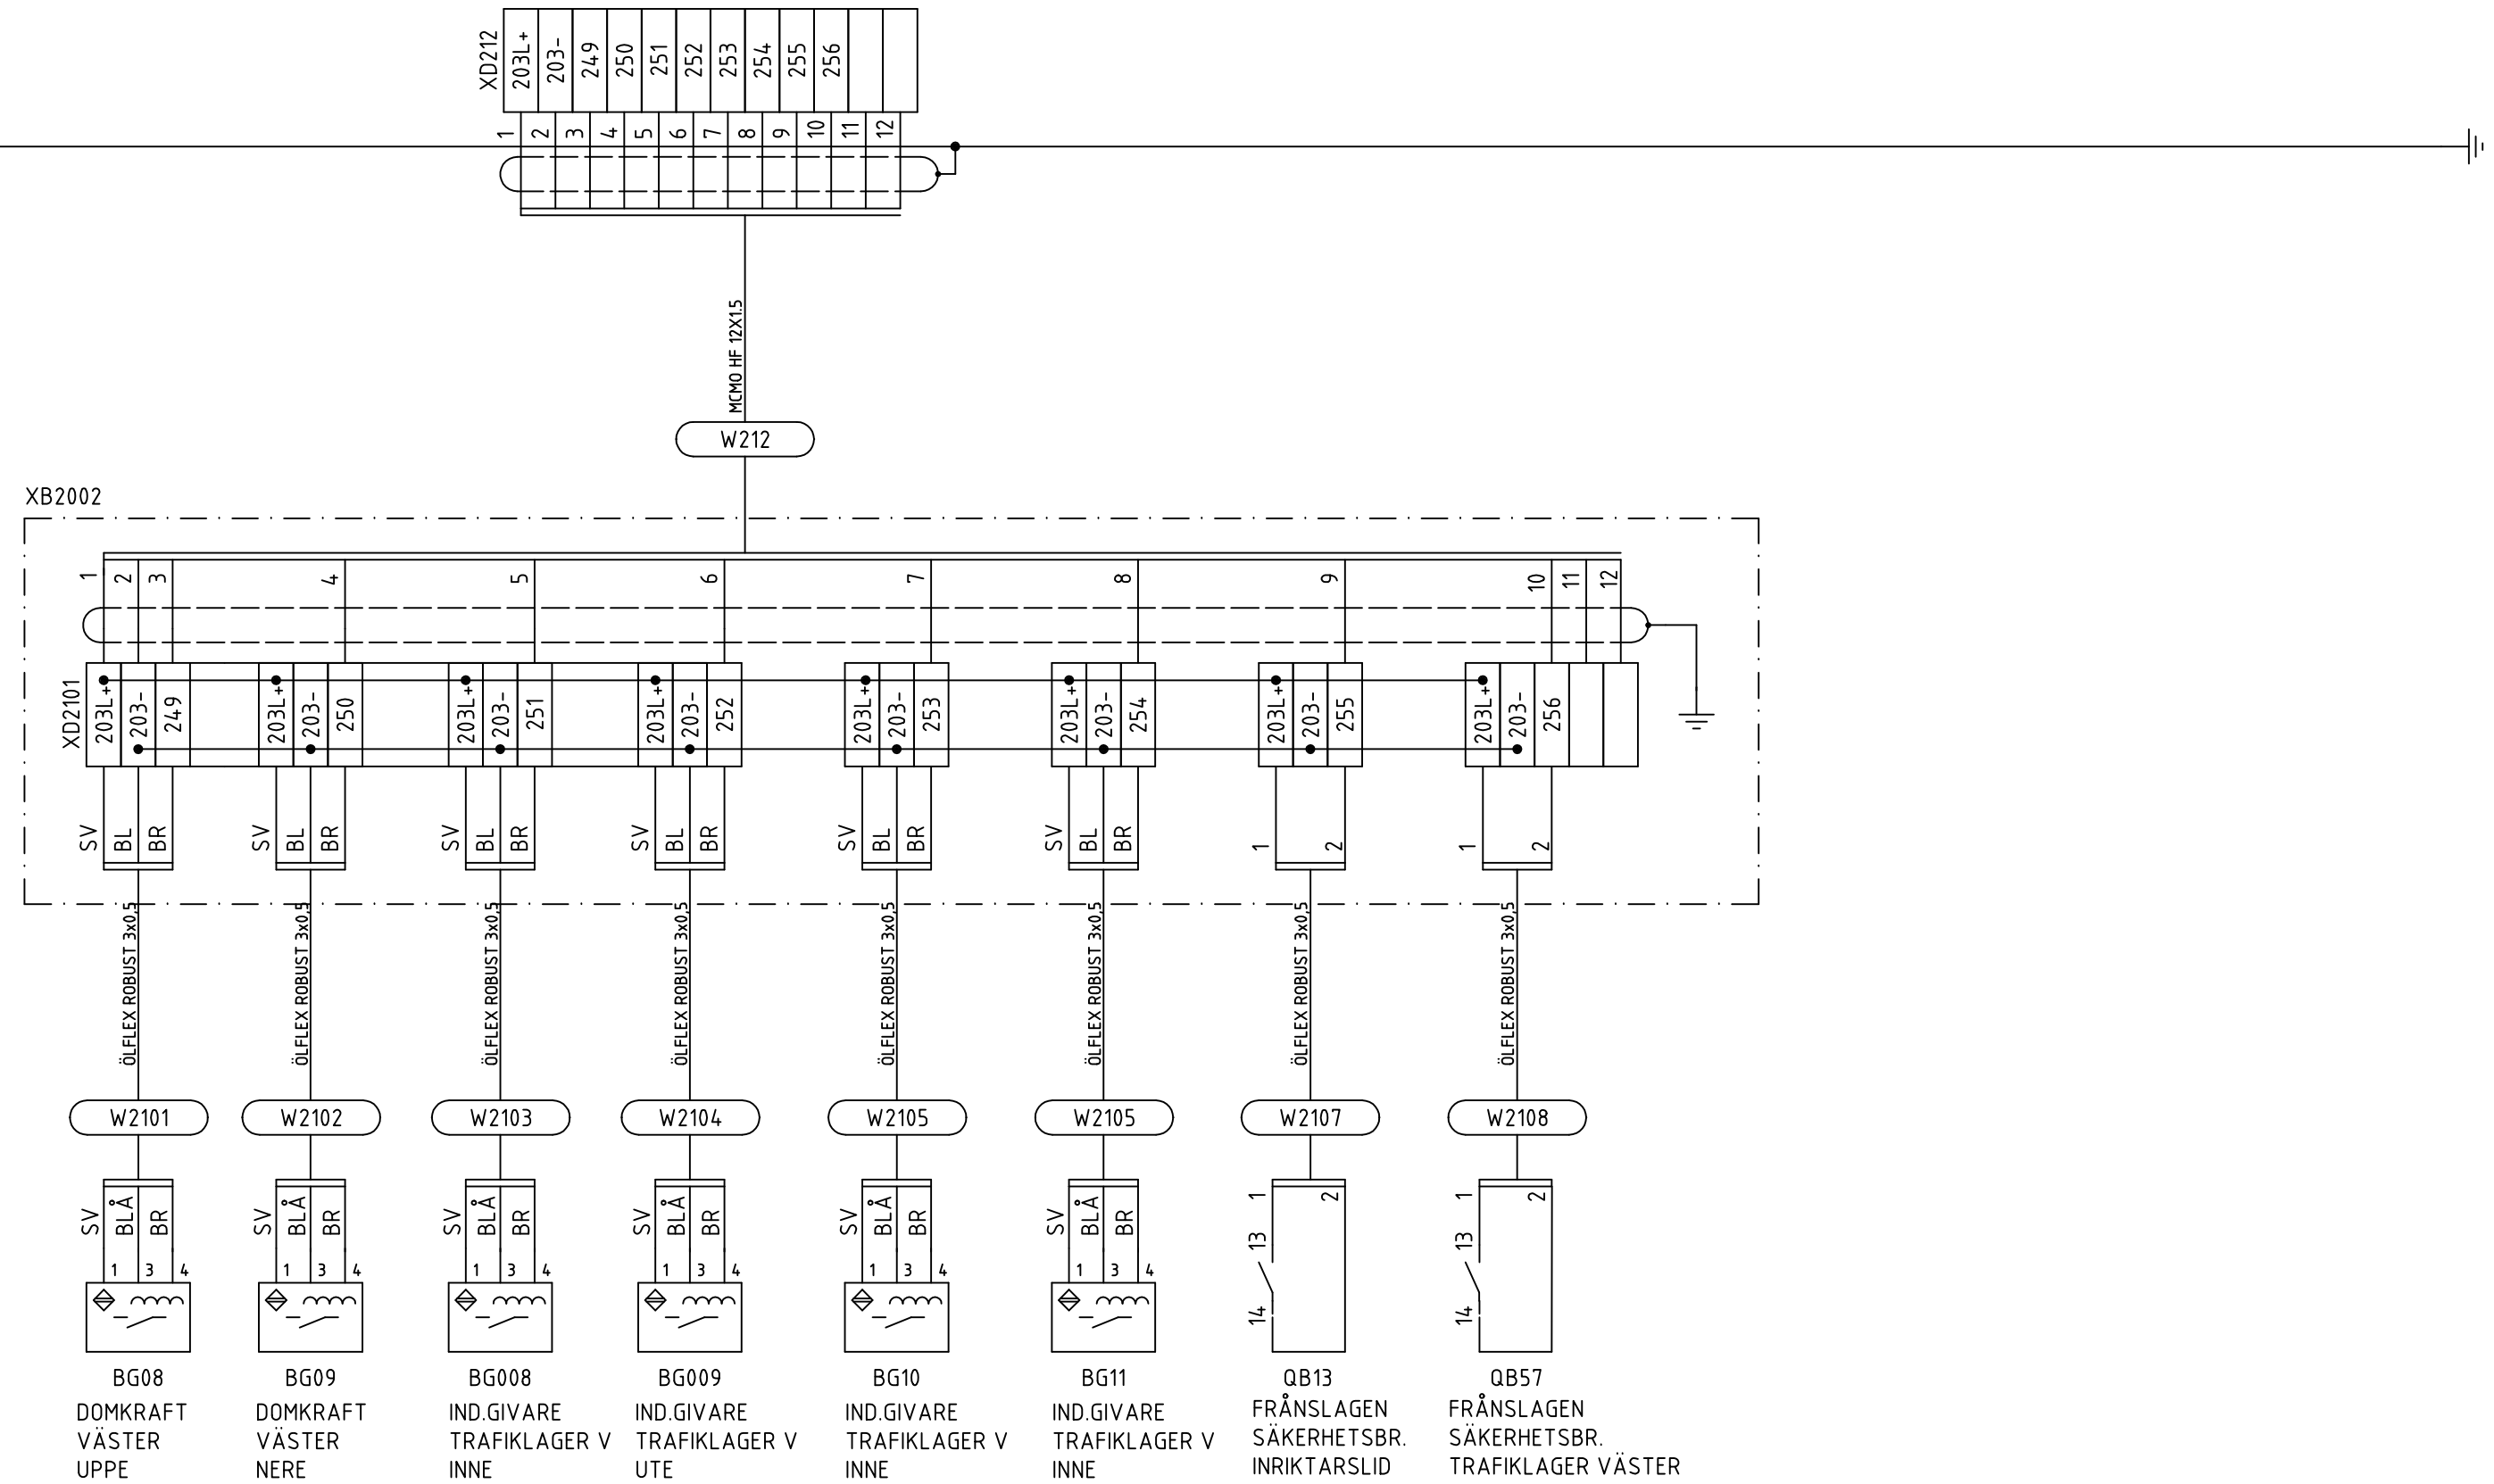 XD212
203L+ 203- 249 250 251 252 253 254 255 256
1 2 3 4 5 6 7 8 9 10 11 12
MCMO HF 12X1.5
W212
XB2002
1 2 3 4 5 6 7 8 9 10 11 12
XD2101
203L+ 203- 249 203L+ 203- 250 203L+ 203- 251 203L+ 203- 252 203L+ 203- 253 203L+ 203- 254 203L+ 203- 255 203L+ 203- 256
SV BL BR SV BL BR SV BL BR SV BL BR SV BL BR SV BL BR 1 2 1 2
ÖLFLEX ROBUST 3x0,5 ÖLFLEX ROBUST 3x0,5 ÖLFLEX ROBUST 3x0,5 ÖLFLEX ROBUST 3x0,5 ÖLFLEX ROBUST 3x0,5 ÖLFLEX ROBUST 3x0,5 ÖLFLEX ROBUST 3x0,5 ÖLFLEX ROBUST 3x0,5
W2101 W2102 W2103 W2104 W2105 W2105 W2107 W2108
SV BLÅ BR SV BLÅ BR SV BLÅ BR SV BLÅ BR SV BLÅ BR SV BLÅ BR 1 2 1 2
1 3 4 1 3 4 1 3 4 1 3 4 1 3 4 1 3 4 13 13
14 14
BG08
DOMKRAFT
VÄSTER
UPPE
BG09
DOMKRAFT
VÄSTER
NERE
BG008
IND.GIVARE
TRAFIKLAGER V
INNE
BG009
IND.GIVARE
TRAFIKLAGER V
UTE
BG10
IND.GIVARE
TRAFIKLAGER V
INNE
BG11
IND.GIVARE
TRAFIKLAGER V
INNE
QB13
FRÅNSLAGEN
SÄKERHETSBR.
INRIKTARSLID
QB57
FRÅNSLAGEN
SÄKERHETSBR.
TRAFIKLAGER VÄSTER